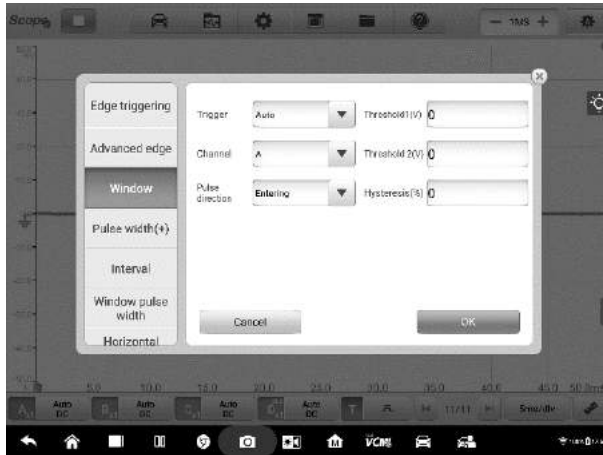 Scope
1MS
Edge triggering
Advanced edge
Window
Pulse width(+)
Interval
Window pulse
width
Horizontal
Trigger
Auto
Threshold1(V)
0
Channel
A
Threshold 2(V)
0
Pulse
direction
Entering
Hysteresis(%)
0
Cancel
OK
5.0 10.0 15.0 20.0 25.0 30.0 35.0 40.0 45.0 50.0ms
A
Auto
DC
B
Auto
DC
C
Auto
DC
Auto
DC
T
11/11
5ms/div
VCMI